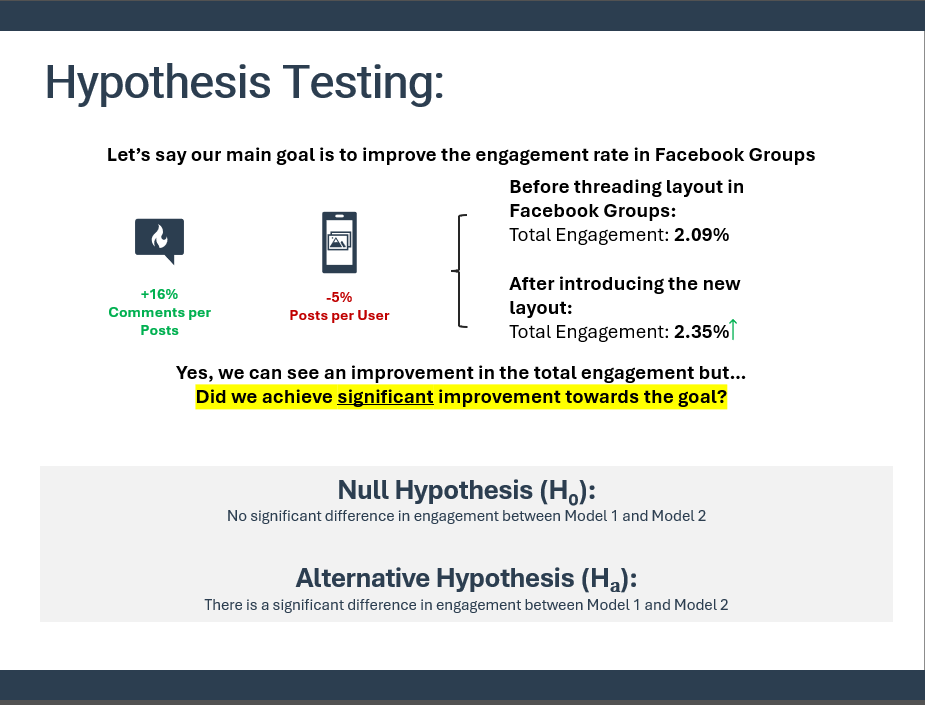 Hypothesis Testing:
Let’s say our main goal is to improve the engagement rate in Facebook Groups
+16%
Comments per
Posts
-5%
Posts per User
Before threading layout in
Facebook Groups:
Total Engagement: 2.09%
After introducing the new
layout:
Total Engagement: 2.35%
Yes, we can see an improvement in the total engagement but...
Did we achieve significant improvement towards the goal?
Null Hypothesis (H₀):
No significant difference in engagement between Model 1 and Model 2
Alternative Hypothesis (Hₐ):
There is a significant difference in engagement between Model 1 and Model 2